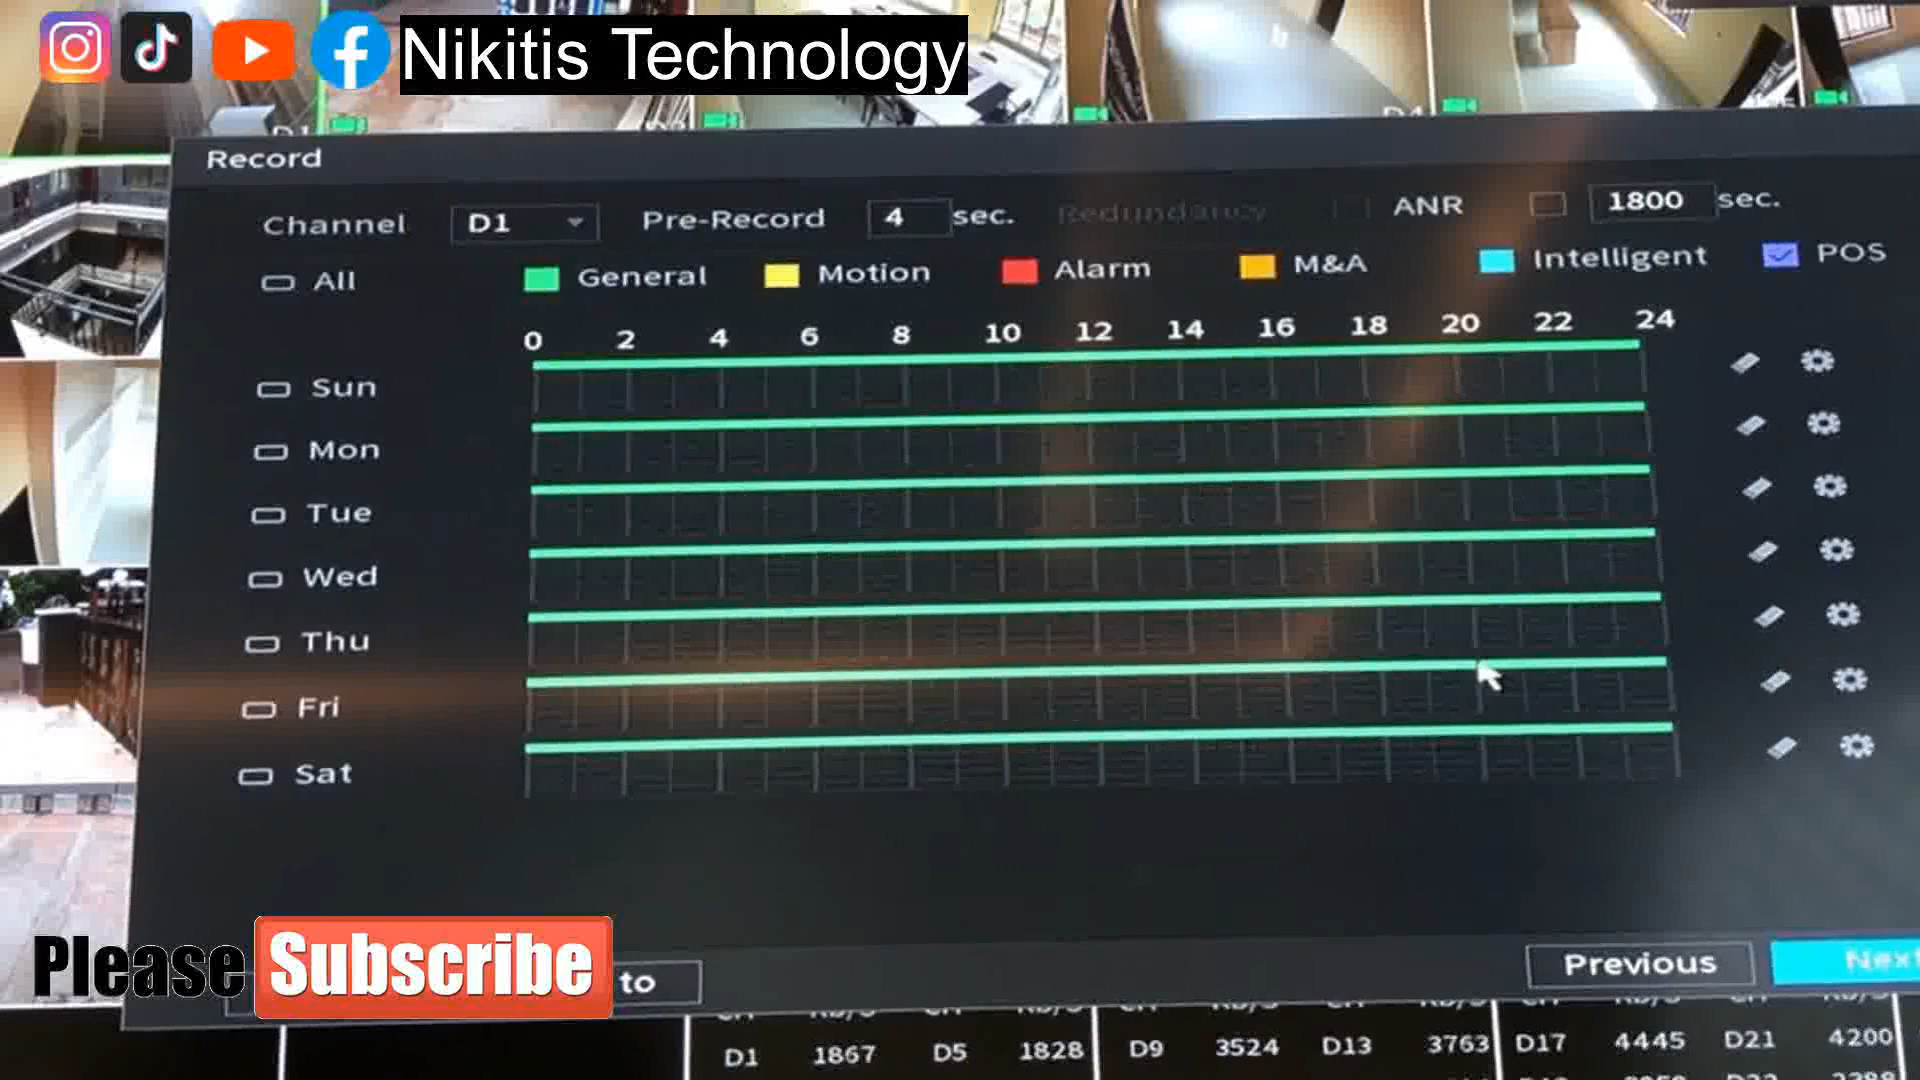 Nikitis Technology
Record
Channel D1 Pre-Record 4 sec. Redundancy ANR 1800 sec.
All General Motion Alarm M&A Intelligent POS
0 2 4 6 8 10 12 14 16 18 20 22 24
Sun
Mon
Tue
Wed
Thu
Fri
Sat
Please Subscribe
to
Previous
Next
D1 1867 D5 1828 D9 3524 D13 3763 D17 4445 D21 4200